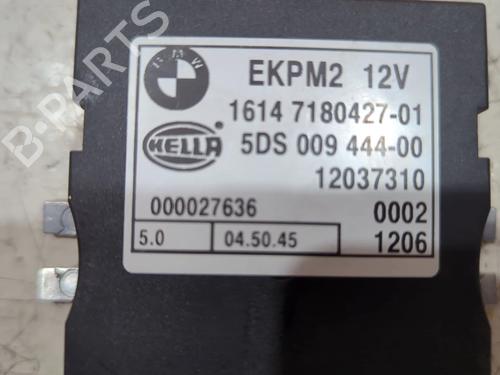 BMW
EKPM2 12V
1614 7180427-01
HELLA
5DS 009 444-00
12037310
000027636
0002
5.0
04.50.45
1206
B-PARTS